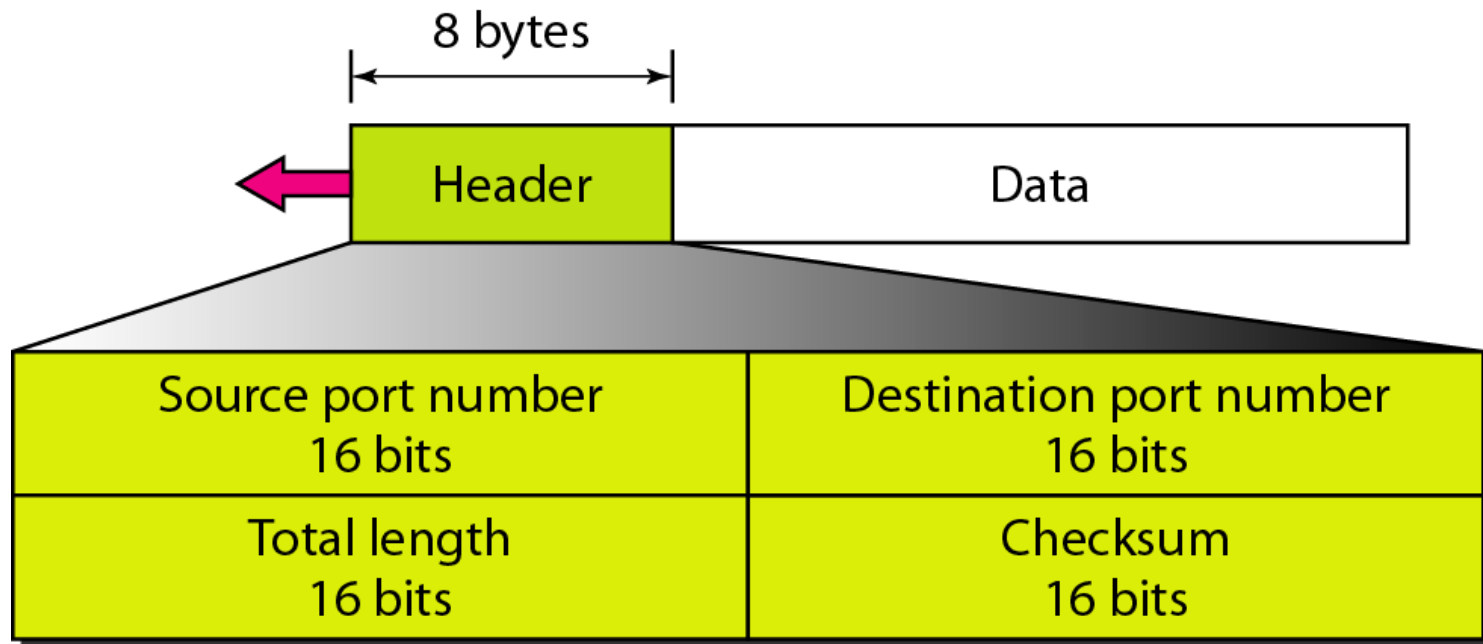 8 bytes
Header
Data
Source port number
16 bits
Destination port number
16 bits
Total length
16 bits
Checksum
16 bits